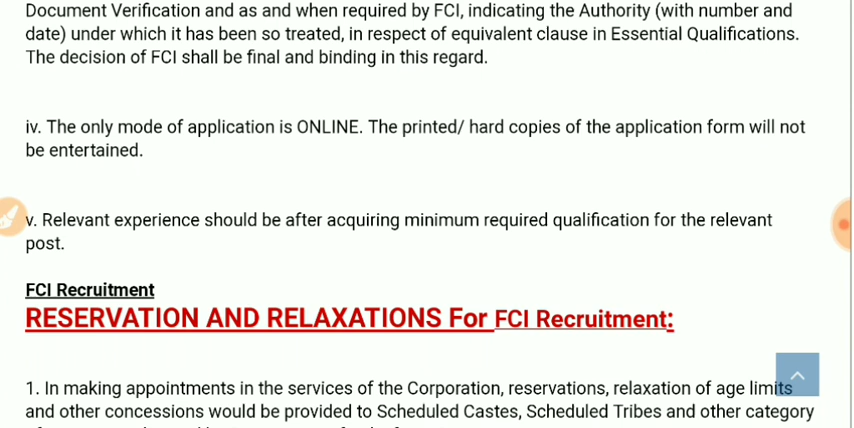 Document Verification and as and when required by FCI, indicating the Authority (with number and
date) under which it has been so treated, in respect of equivalent clause in Essential Qualifications.
The decision of FCI shall be final and binding in this regard.
iv. The only mode of application is ONLINE. The printed/ hard copies of the application form will not
be entertained.
v. Relevant experience should be after acquiring minimum required qualification for the relevant
post.
FCI Recruitment
RESERVATION AND RELAXATIONS For FCI Recruitment:
1. In making appointments in the services of the Corporation, reservations, relaxation of age limits
and other concessions would be provided to Scheduled Castes, Scheduled Tribes and other category